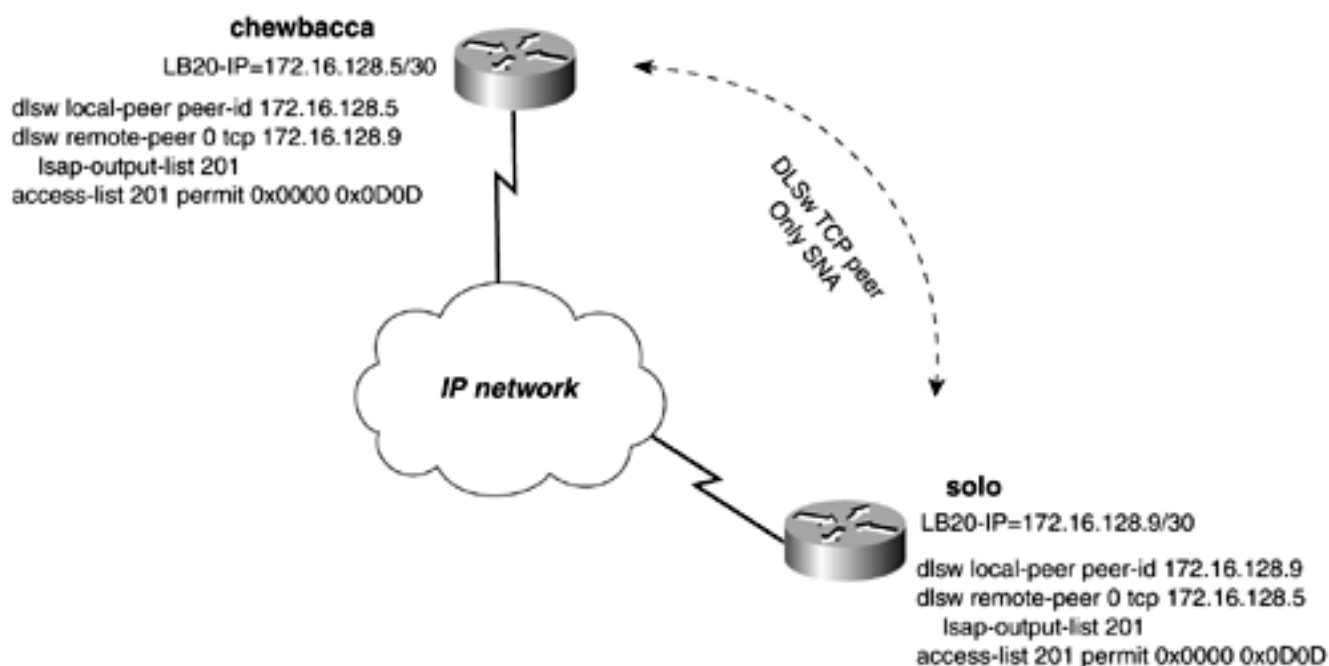 chewbacca
LB20-IP=172.16.128.5/30
dlsw local-peer peer-id 172.16.128.5
dlsw remote-peer 0 tcp 172.16.128.9
lsap-output-list 201
access-list 201 permit 0x0000 0x0D0D
DLSw TCP peer
Only SNA
IP network
solo
LB20-IP=172.16.128.9/30
dlsw local-peer peer-id 172.16.128.9
dlsw remote-peer 0 tcp 172.16.128.5
lsap-output-list 201
access-list 201 permit 0x0000 0x0D0D